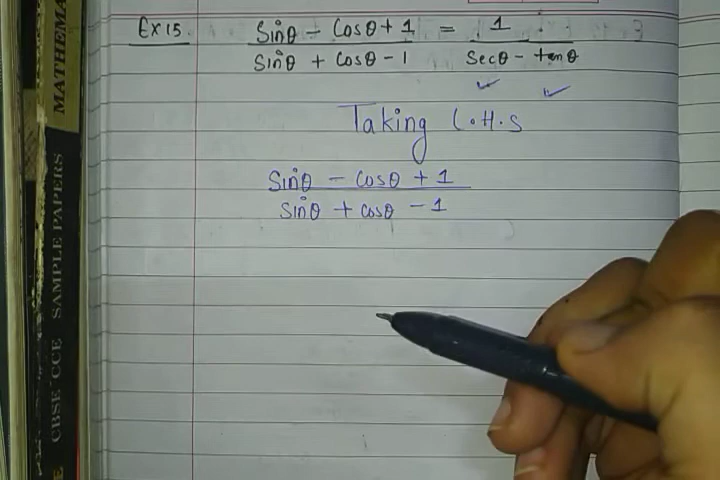 Ex 15. Sinθ - Cosθ + 1 = 1
Sinθ + Cosθ - 1 Secθ - tanθ
Taking L.H.S
Sinθ - Cosθ + 1
Sinθ + Cosθ - 1
MATHEMA
CBSE CCE SAMPLE PAPERS